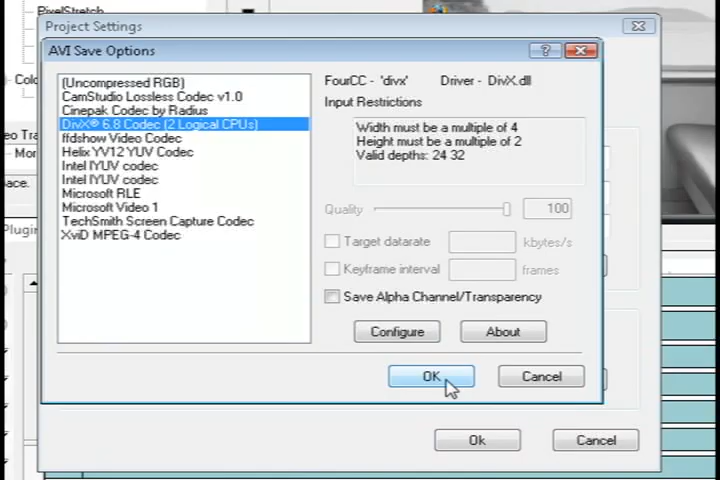 PixelStretch
Project Settings
AVI Save Options
(Uncompressed RGB)
CamStudio Lossless Codec v1.0
Cinepak Codec by Radius
DivX® 6.8 Codec (2 Logical CPUs)
ffdshow Video Codec
Helix YV12 YUV Codec
Intel IYUV codec
Intel IYUV codec
Microsoft RLE
Microsoft Video 1
TechSmith Screen Capture Codec
XviD MPEG-4 Codec
FourCC - 'divx' Driver - DivX.dll
Input Restrictions
Width must be a multiple of 4
Height must be a multiple of 2
Valid depths: 24 32
Quality 100
Target datarate kbytes/s
Keyframe interval frames
Save Alpha Channel/Transparency
Configure About
OK Cancel
Ok Cancel
Colo
eo Tra
Mor
pace.
Plugin